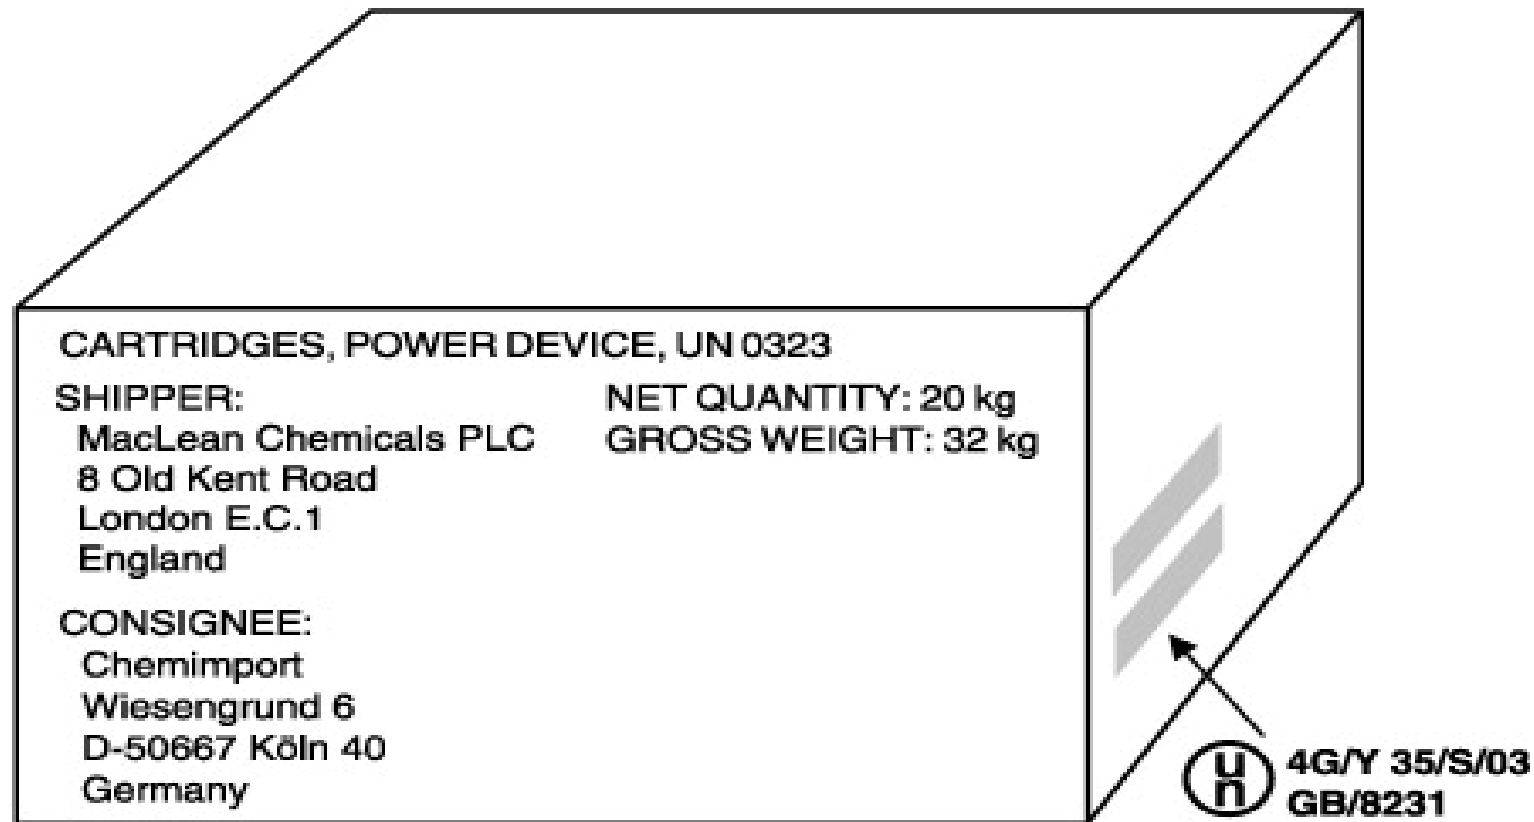 CARTRIDGES, POWER DEVICE, UN 0323
SHIPPER:
MacLean Chemicals PLC
8 Old Kent Road
London E.C.1
England
NET QUANTITY: 20 kg
GROSS WEIGHT: 32 kg
CONSIGNEE:
Chemimport
Wiesengrund 6
D-50667 Köln 40
Germany
un
4G/Y 35/S/03
GB/8231